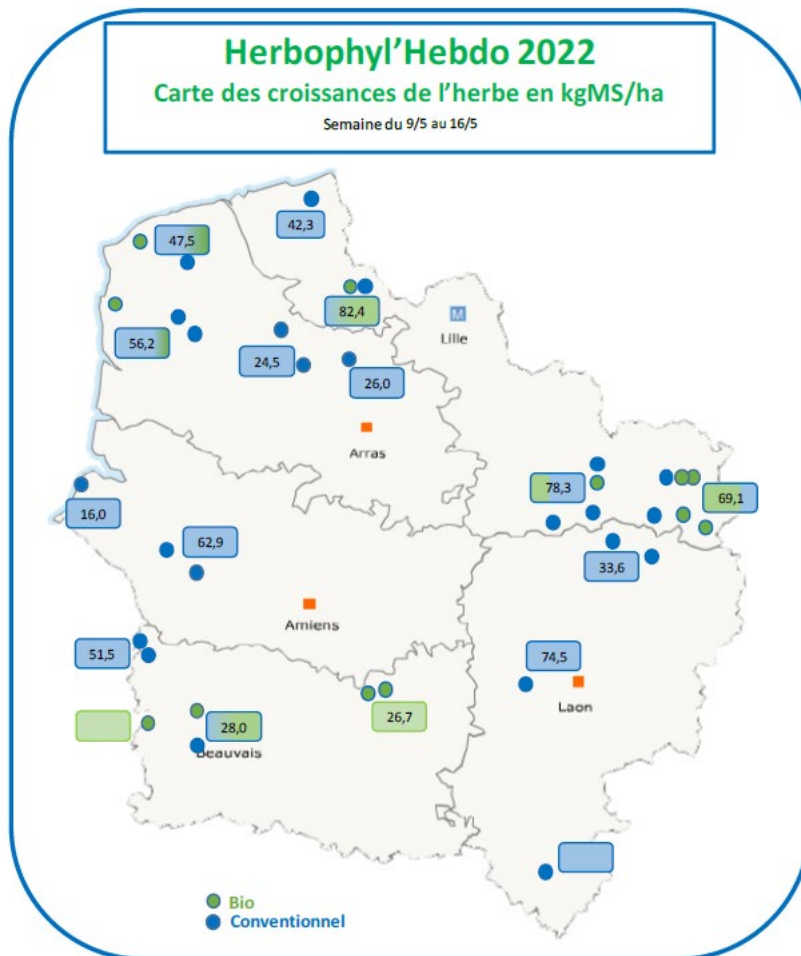 Herbophyl'Hebdo 2022
Carte des croissances de l'herbe en kgMS/ha
Semaine du 9/5 au 16/5
42,3
47,5
82,4
M
Lille
56,2
24,5
26,0
Arras
78,3
69,1
16,0
62,9
33,6
Amiens
51,5
74,5
Laon
26,7
28,0
Beauvais
Bio
Conventionnel